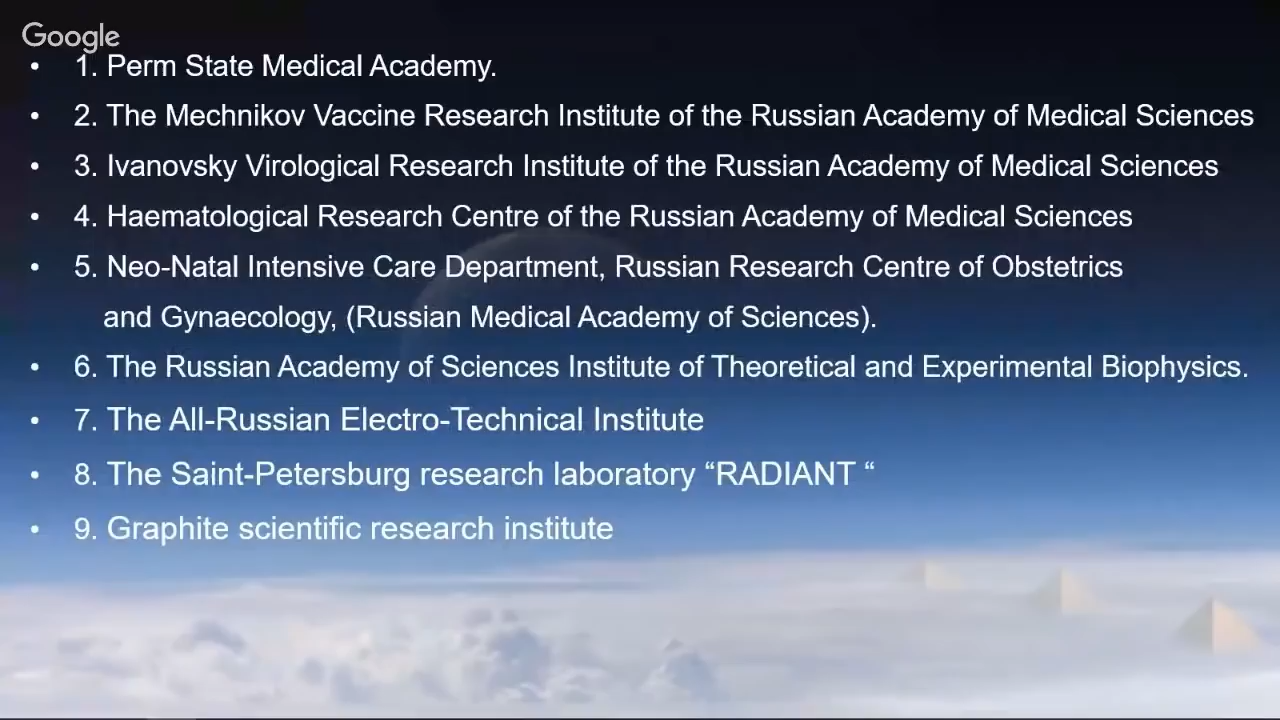 Google
• 1. Perm State Medical Academy.
• 2. The Mechnikov Vaccine Research Institute of the Russian Academy of Medical Sciences
• 3. Ivanovsky Virological Research Institute of the Russian Academy of Medical Sciences
• 4. Haematological Research Centre of the Russian Academy of Medical Sciences
• 5. Neo-Natal Intensive Care Department, Russian Research Centre of Obstetrics
and Gynaecology, (Russian Medical Academy of Sciences).
• 6. The Russian Academy of Sciences Institute of Theoretical and Experimental Biophysics.
• 7. The All-Russian Electro-Technical Institute
• 8. The Saint-Petersburg research laboratory “RADIANT “
• 9. Graphite scientific research institute